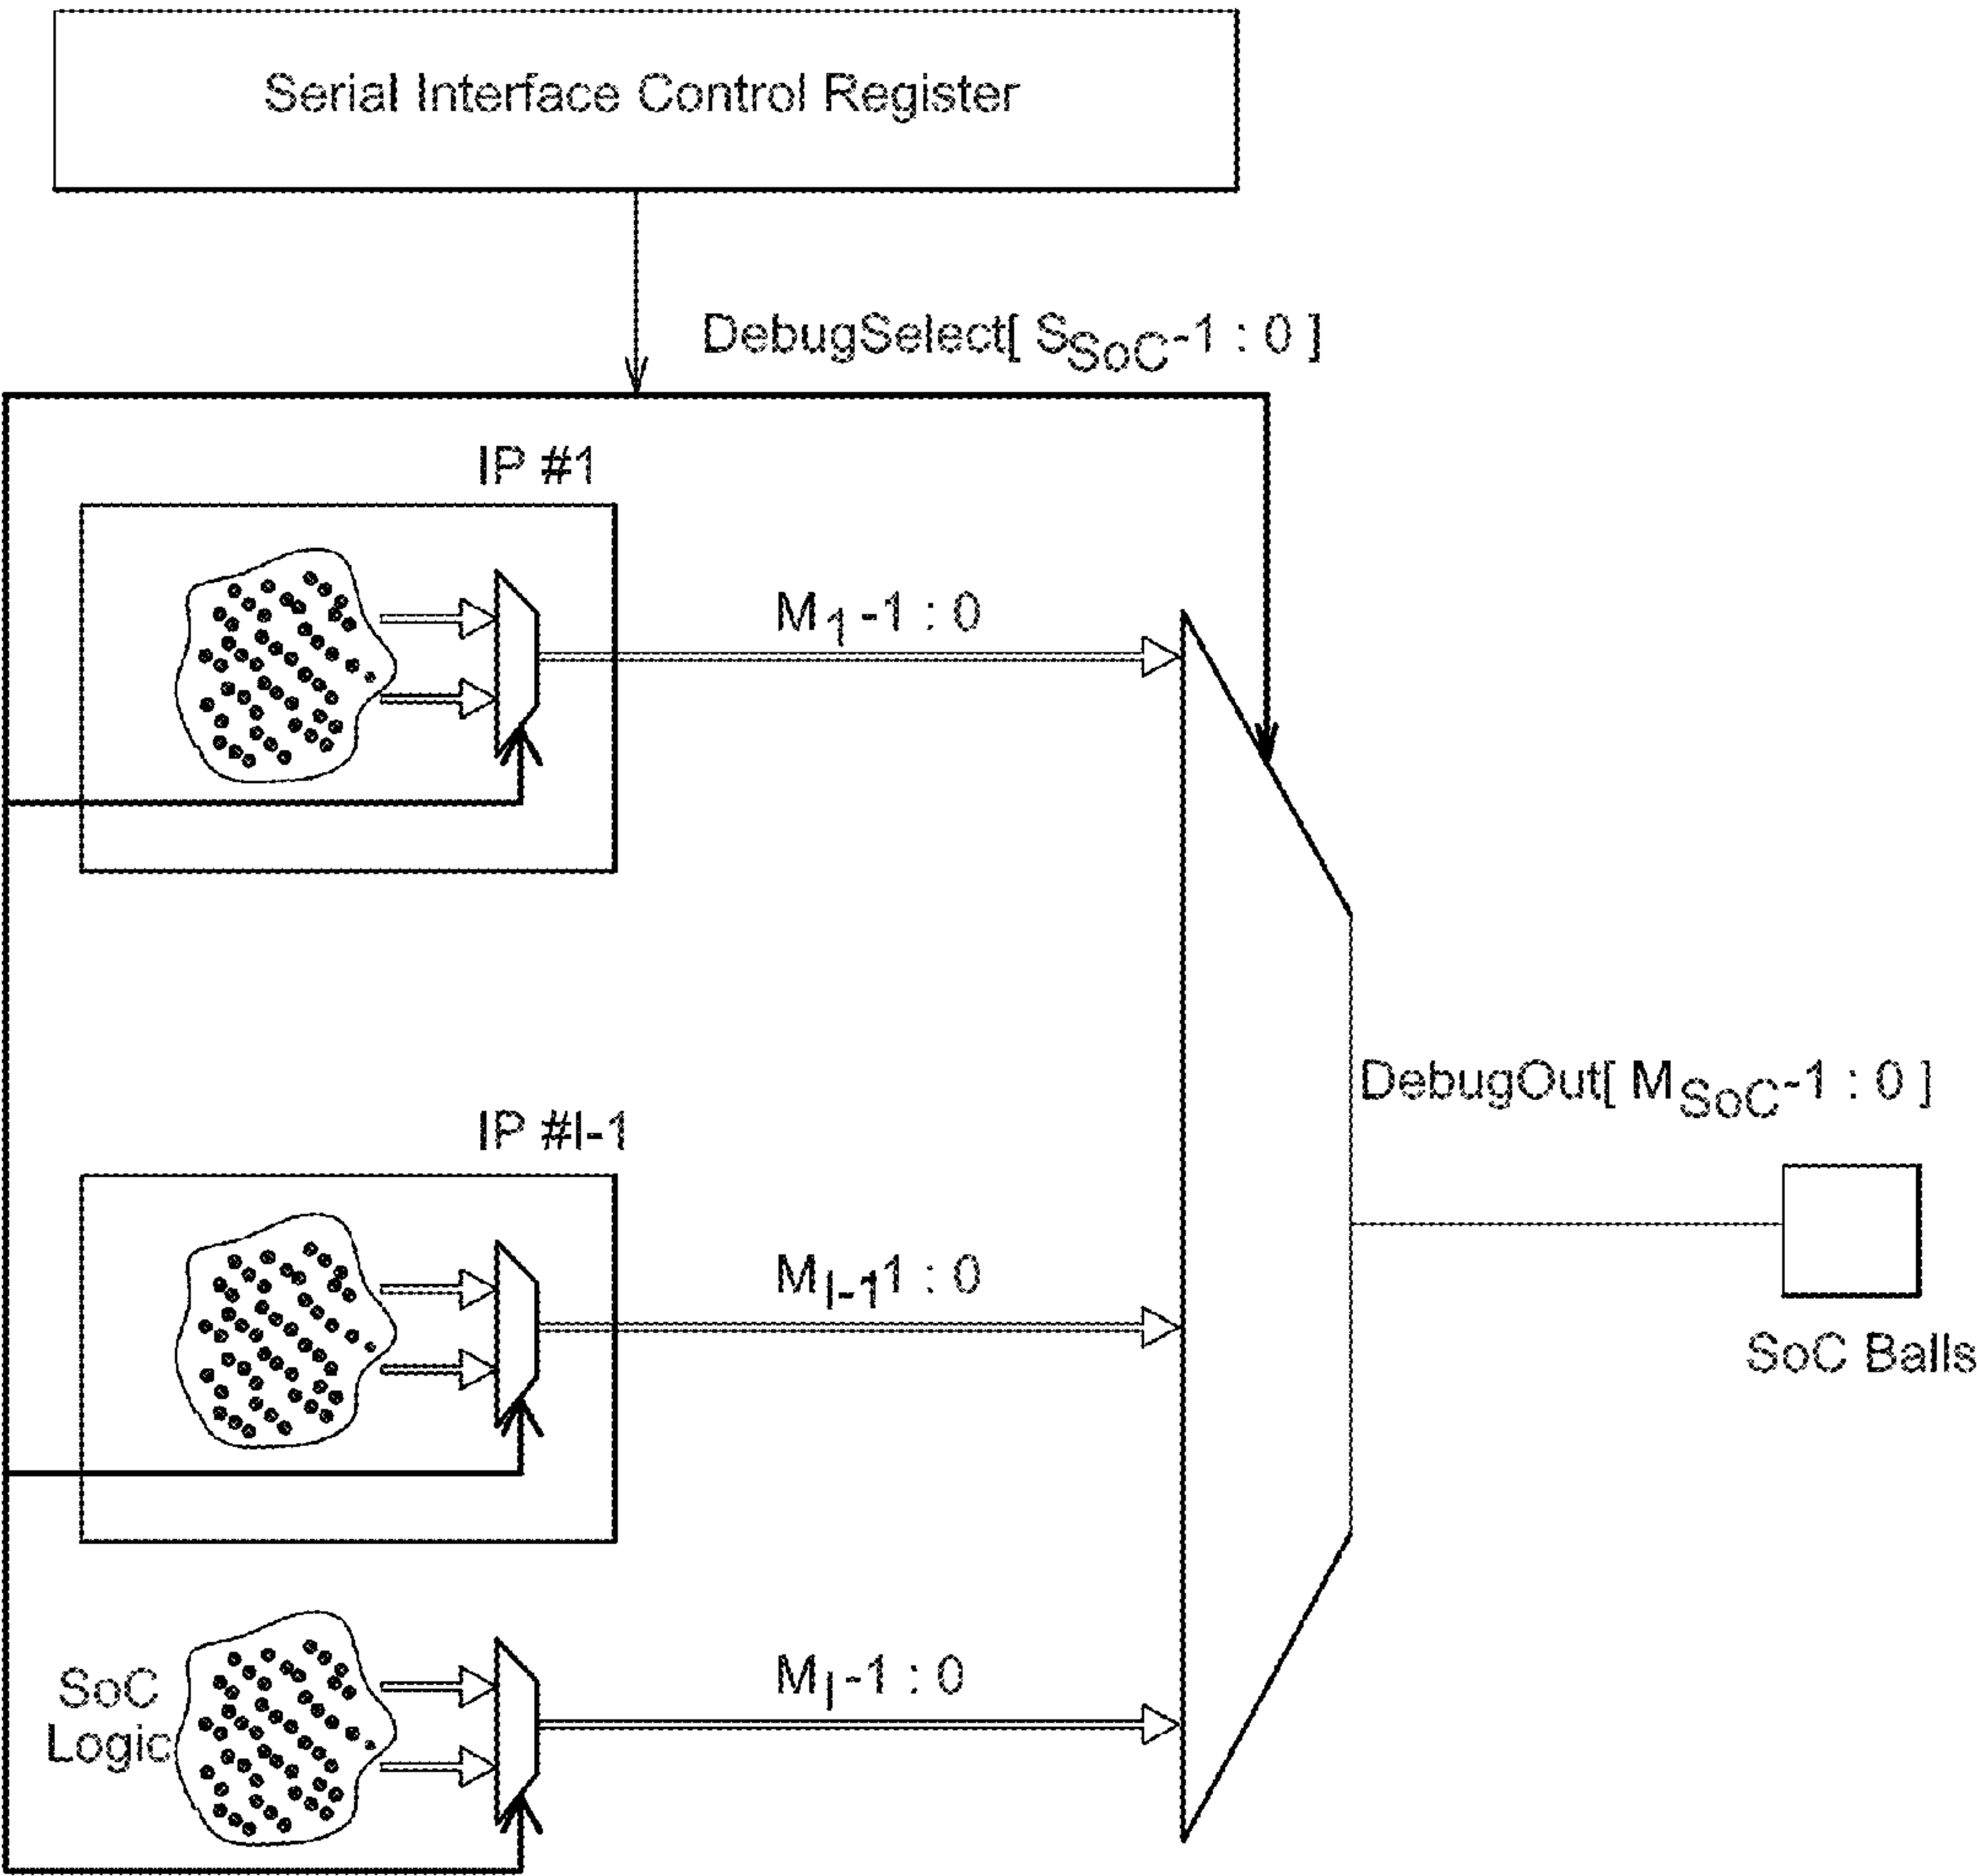 Serial Interface Control Register
DebugSelect[ SSoC-1 : 0 ]
IP #1
M1-1 : 0
DebugOut[ MSoC-1 : 0 ]
IP #I-1
MI-11 : 0
SoC Balls
SoC
Logic
MI-1 : 0